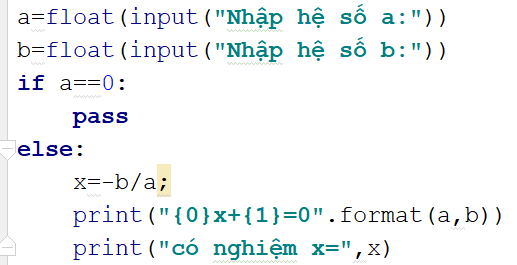 a=float(input("Nhập hệ số a:"))
b=float(input("Nhập hệ số b:"))
if a==0:
    pass
else:
    x=-b/a;
    print("{0}x+{1}=0".format(a,b))
    print("có nghiệm x=",x)